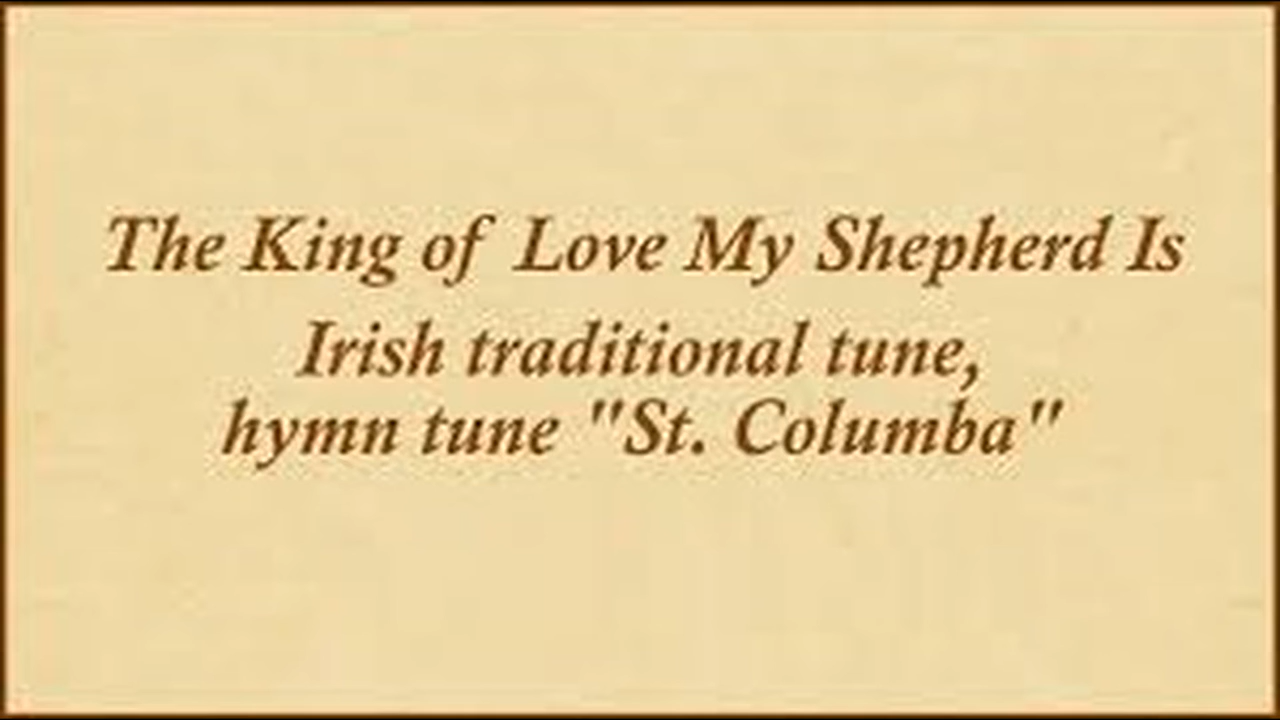 The King of Love My Shepherd Is
Irish traditional tune,
hymn tune "St. Columba"